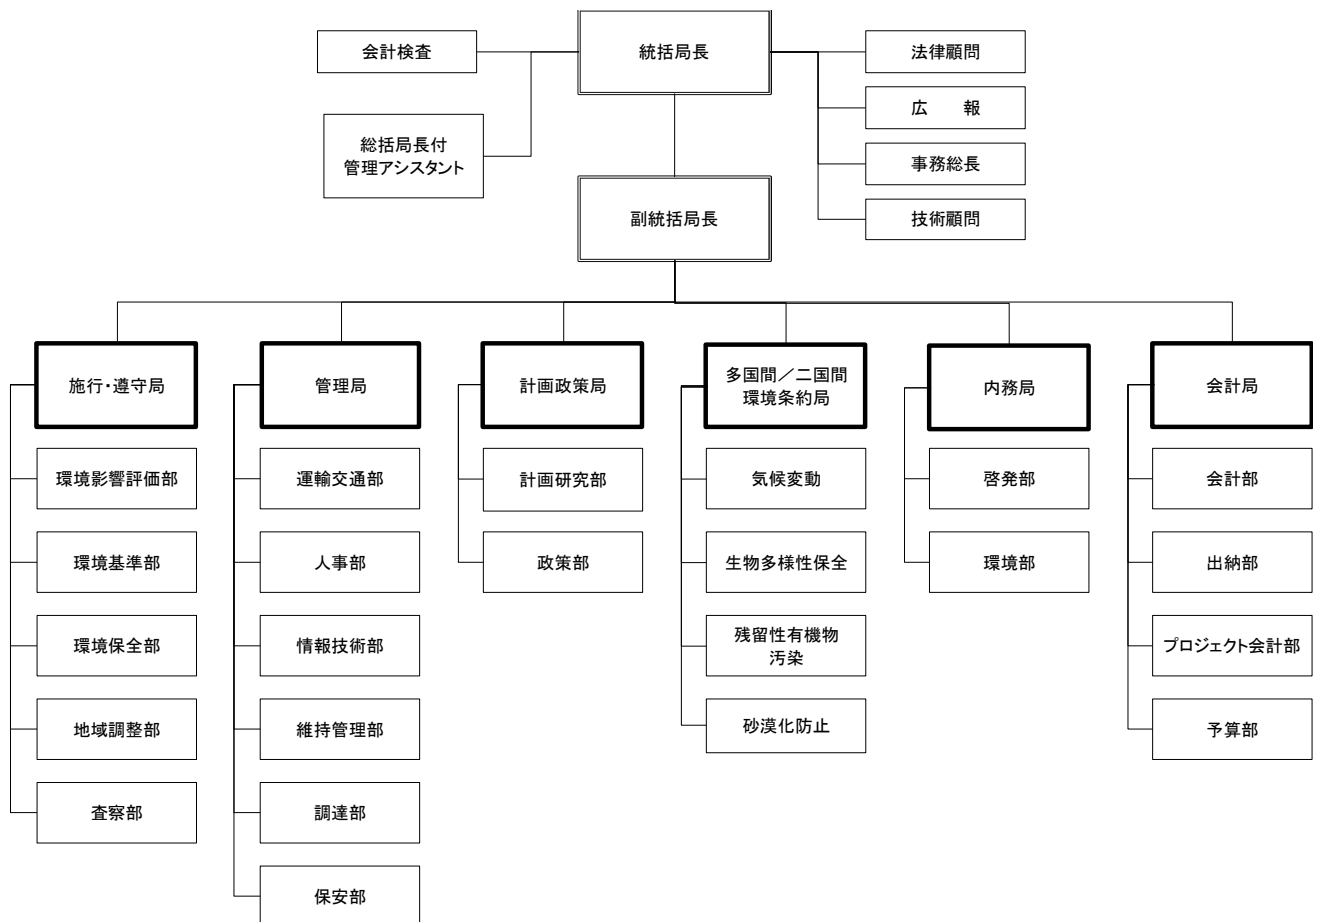 会計検査
統括局長
法律顧問
広　　報
総括局長付
管理アシスタント
事務総長
副統括局長
技術顧問
施行・遵守局
管理局
計画政策局
多国間／二国間
環境条約局
内務局
会計局
環境影響評価部
運輸交通部
計画研究部
気候変動
啓発部
会計部
環境基準部
人事部
政策部
生物多様性保全
環境部
出納部
環境保全部
情報技術部
残留性有機物
汚染
プロジェクト会計部
地域調整部
維持管理部
砂漠化防止
予算部
査察部
調達部
保安部